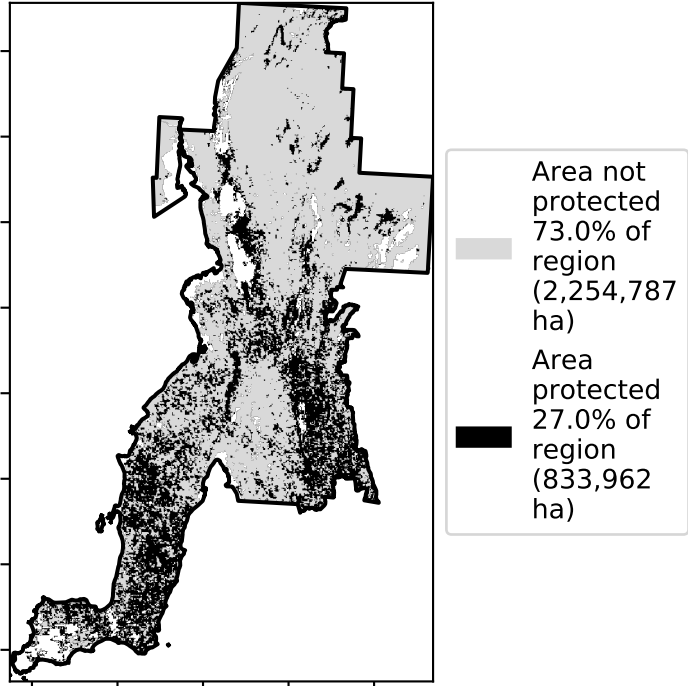 Area not
protected
73.0% of
region
(2,254,787
ha)
Area
protected
27.0% of
region
(833,962
ha)